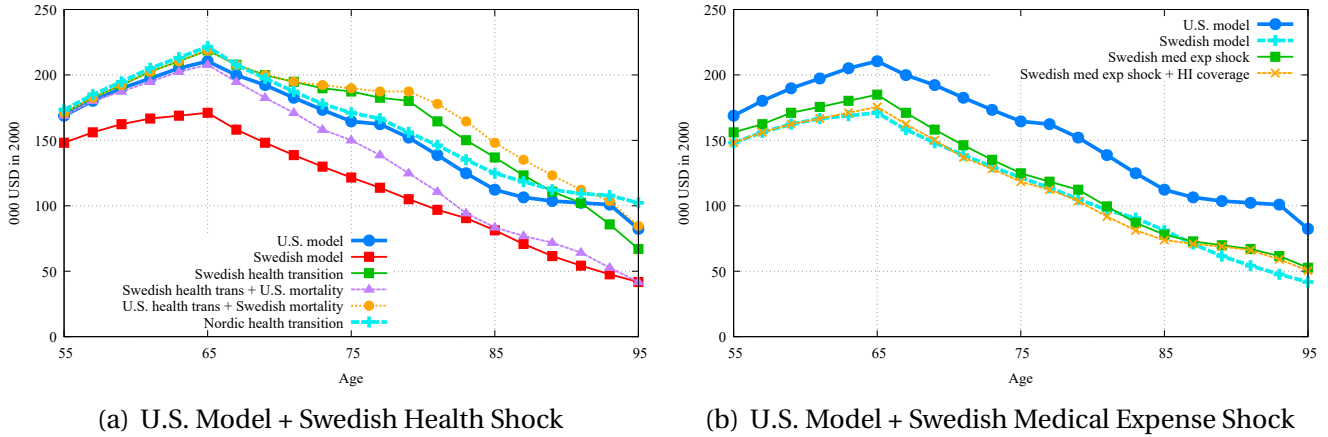 250
200
150
100
50
0
000 USD in 2000
55
65
75
85
95
Age
U.S. model
Swedish model
Swedish health transition
Swedish health trans + U.S. mortality
U.S. health trans + Swedish mortality
Nordic health transition
(a) U.S. Model + Swedish Health Shock
250
200
150
100
50
0
000 USD in 2000
55
65
75
85
95
Age
U.S. model
Swedish model
Swedish med exp shock
Swedish med exp shock + HI coverage
(b) U.S. Model + Swedish Medical Expense Shock